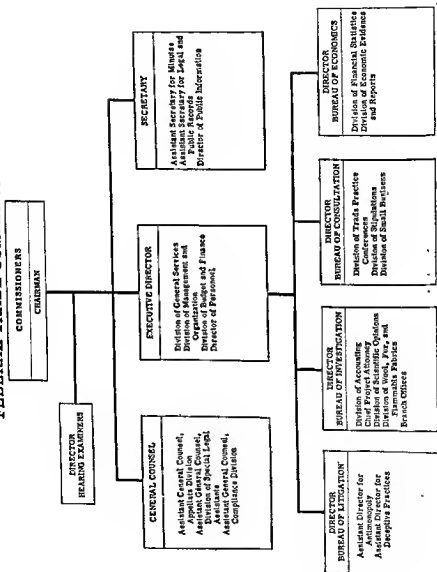 COMMISSIONERS
CHAIRMAN
DIRECTOR
HEARING EXAMINERS
GENERAL COUNSEL
Assistant General Counsel,
Appellate Division
Assistant General Counsel,
Division of Special Legal
Assistants
Assistant General Counsel,
Compliance Division
EXECUTIVE DIRECTOR
Division of General Services
Division of Management and
Organization
Division of Budget and Finance
Director of Personnel
SECRETARY
Assistant Secretary for Minutes
Assistant Secretary for Legal and
Public Records
Director of Public Information
DIRECTOR
BUREAU OF LITIGATION
Assistant Director for
Antimonopoly
Assistant Director for
Deceptive Practices
DIRECTOR
BUREAU OF INVESTIGATION
Division of Accounting
Chief Project Attorney
Division of Scientific Opinions
Division of Wool, Fur, and
Flammable Fabrics
Branch Offices
DIRECTOR
BUREAU OF CONSULTATION
Division of Trade Practice
Conferences
Division of Stipulations
Division of Small Business
DIRECTOR
BUREAU OF ECONOMICS
Division of Financial Statistics
Division of Economic Evidence
and Reports